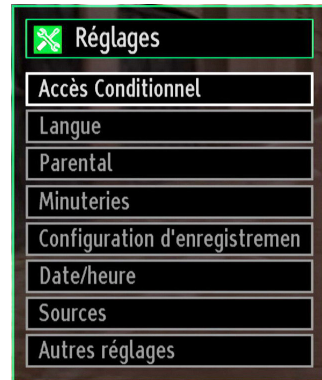 Réglages
Accès Conditionnel
Langue
Parental
Minuteries
Configuration d'enregistremen
Date/heure
Sources
Autres réglages